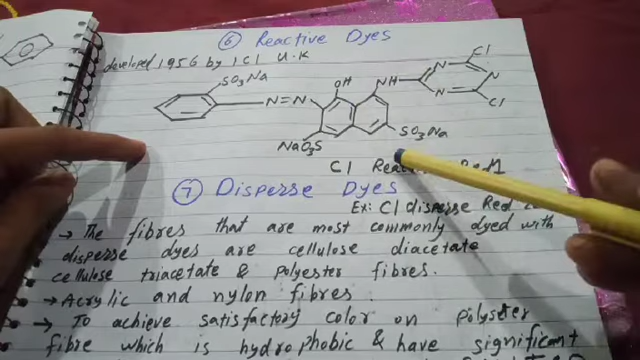 ⑥ Reactive Dyes
developed 1956 by ICI U.K
SO3Na
N=N
OH
NH
N
N
N
Cl
Cl
NaO3S
SO3Na
CI
⑦ Disperse Dyes
Ex: CI disperse Red
→ The fibres that are most commonly dyed with
disperse dyes are cellulose diacetate
cellulose triacetate & polyester fibres.
→ Acrylic and nylon fibres.
→ To achieve satisfactory color on polyster
fibre which is hydrophobic & have significant